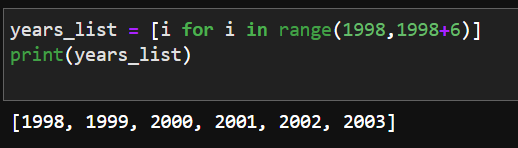 years_list = [i for i in range(1998,1998+6)]
print(years_list)
[1998, 1999, 2000, 2001, 2002, 2003]